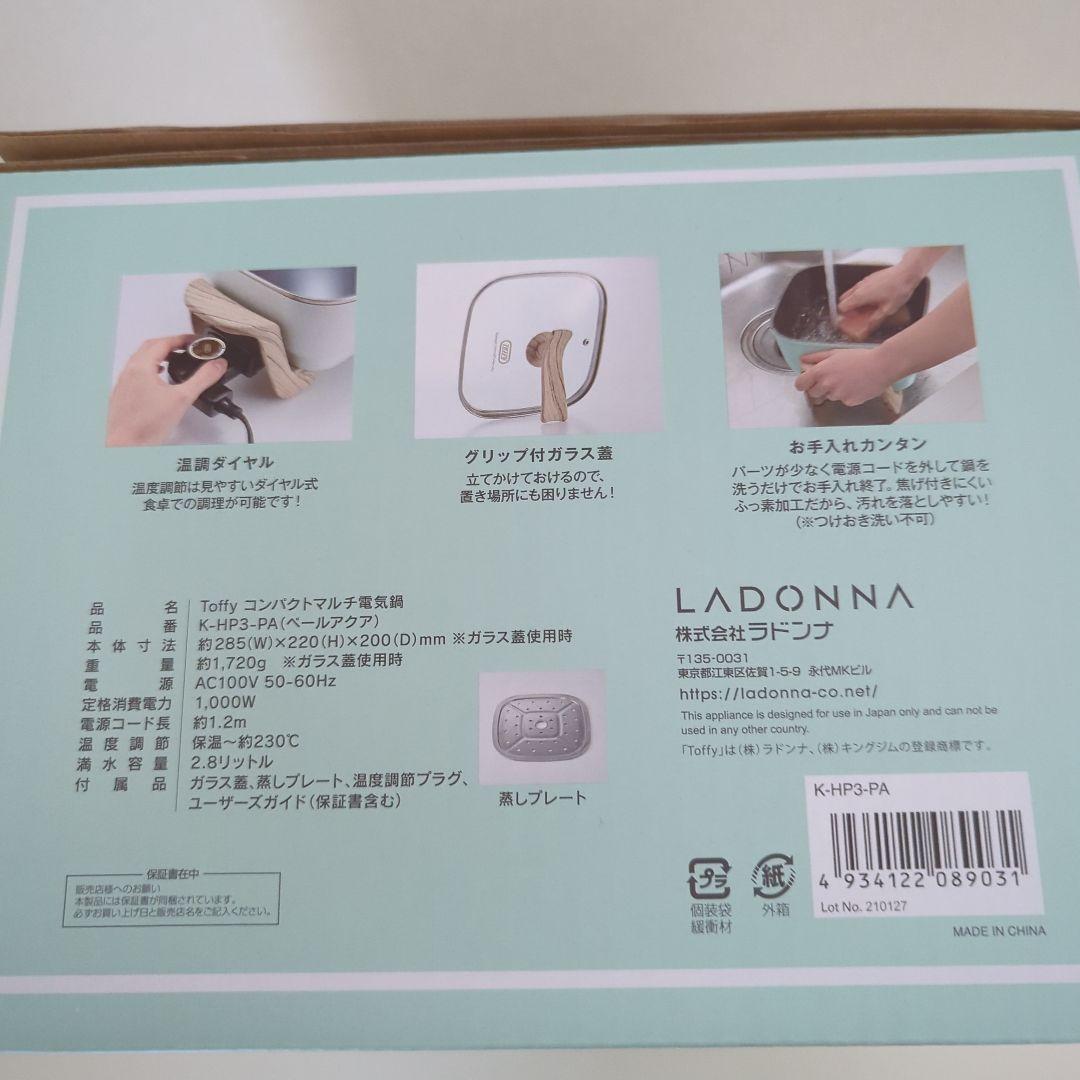 Toffy
温調ダイヤル
温度調節は見やすいダイヤル式
食卓での調理が可能です!
グリップ付ガラス蓋
立てかけておけるので、
置き場所にも困りません!
お手入れカンタン
パーツが少なく電源コードを外して鍋を
洗うだけでお手入れ終了。焦げ付きにくい
ふっ素加工だから、汚れを落としやすい!
(※つけおき洗い不可)
品名 Toffy コンパクトマルチ電気鍋
品番 K-HP3-PA(ペールアクア)
本体寸法 約285(W)×220(H)×200(D)mm ※ガラス蓋使用時
重量 約1,720g ※ガラス蓋使用時
電源 AC100V 50-60Hz
定格消費電力 1,000W
電源コード長 約1.2m
温度調節 保温〜約230℃
満水容量 2.8リットル
付属品 ガラス蓋、蒸しプレート、温度調節プラグ、
ユーザーズガイド(保証書含む)
蒸しプレート
保証書在中
販売店様へのお願い
本製品には保証書が同梱されています。
必ずお買い上げ日と販売店名をご記入ください。
LADONNA
株式会社ラドンナ
〒135-0031
東京都江東区佐賀1-5-9 永代MKビル
https://ladonna-co.net/
This appliance is designed for use in Japan only and can not be
used in any other country.
「Toffy」は(株)ラドンナ、(株)キングジムの登録商標です。
K-HP3-PA
4 934122 089031
Lot No. 210127
プラ
個装袋
緩衝材
紙
外箱
MADE IN CHINA